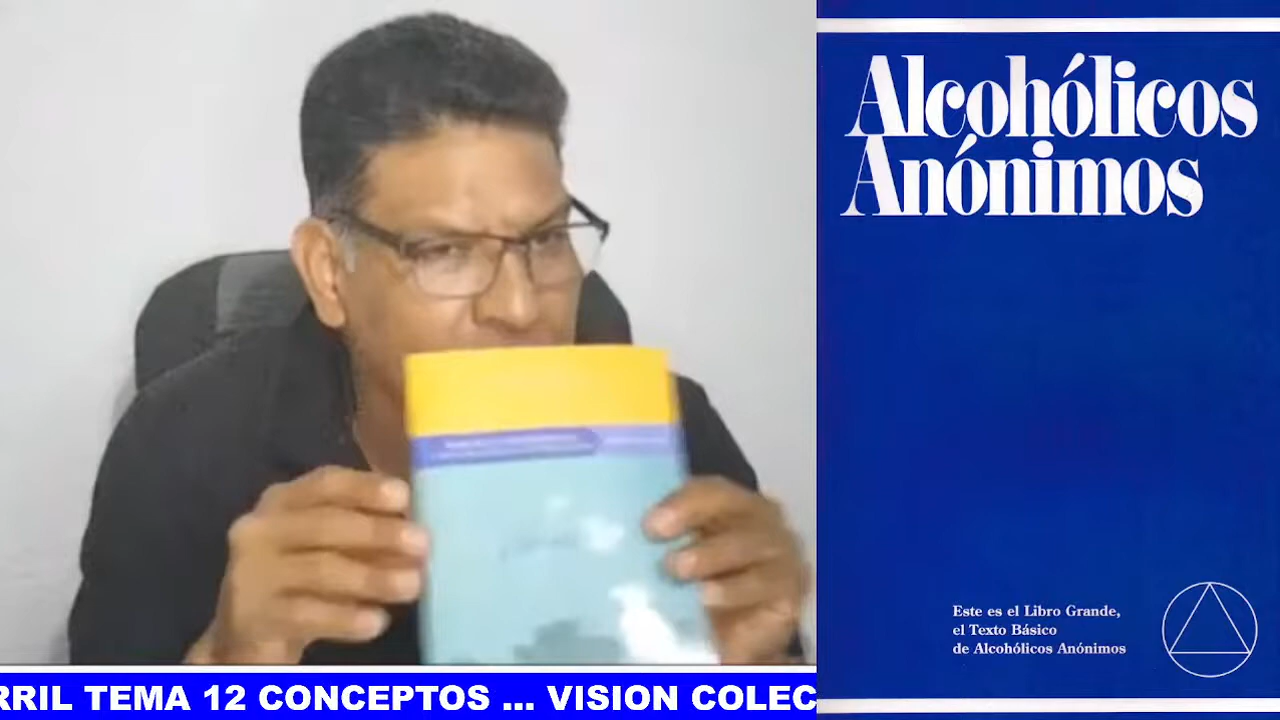 Alcohólicos
Anónimos
Este es el Libro Grande,
el Texto Básico
de Alcohólicos Anónimos
RRIL TEMA 12 CONCEPTOS ... VISION COLEC